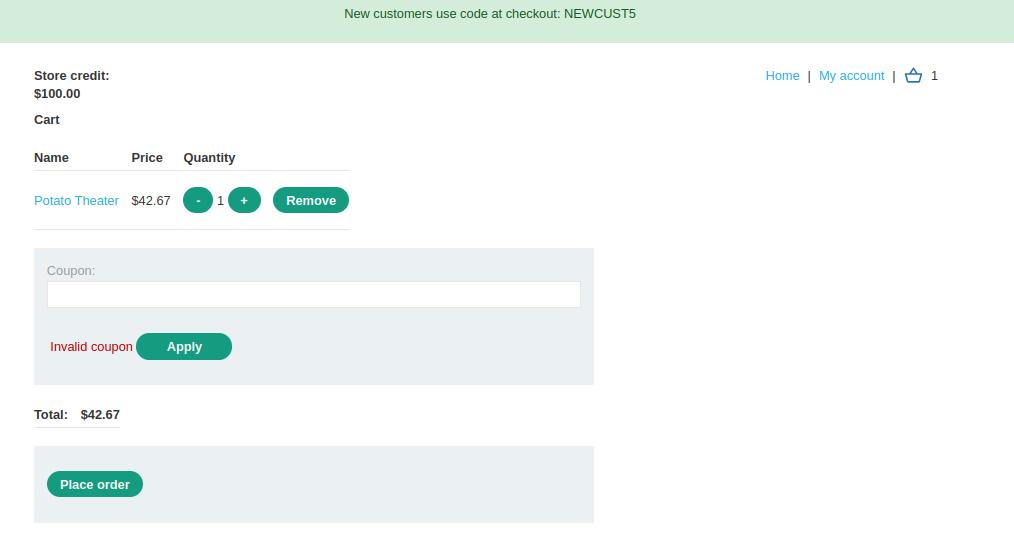 New customers use code at checkout: NEWCUST5
Store credit:
$100.00
Home | My account | 1
Cart
Name Price Quantity
Potato Theater $42.67 - 1 + Remove
Coupon:
Invalid coupon Apply
Total: $42.67
Place order